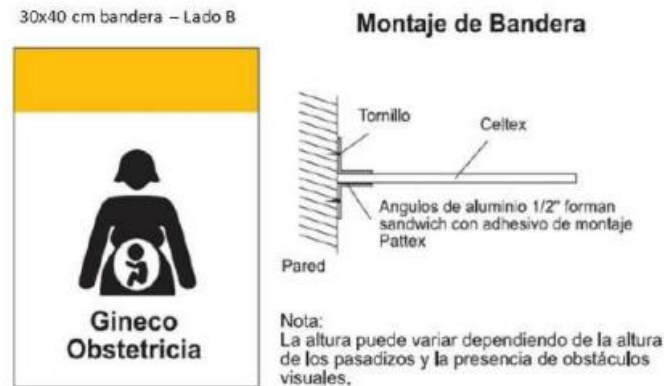 30x40 cm bandera – Lado B
Gineco
Obstetricia
Montaje de Bandera
Tornillo
Celtex
Angulos de aluminio 1/2" forman
sandwich con adhesivo de montaje
Pattex
Pared
Nota:
La altura puede variar dependiendo de la altura
de los pasadizos y la presencia de obstáculos
visuales.